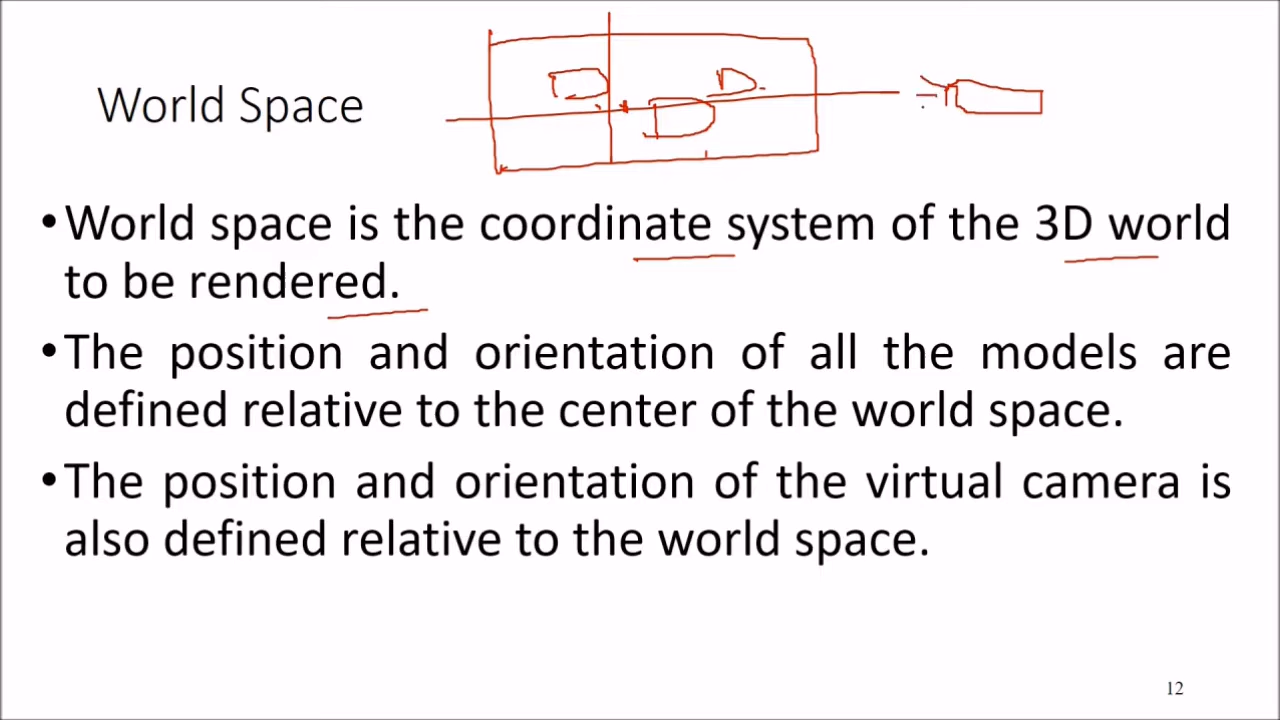 World Space
•World space is the coordinate system of the 3D world
to be rendered.
•The position and orientation of all the models are
defined relative to the center of the world space.
•The position and orientation of the virtual camera is
also defined relative to the world space.
12